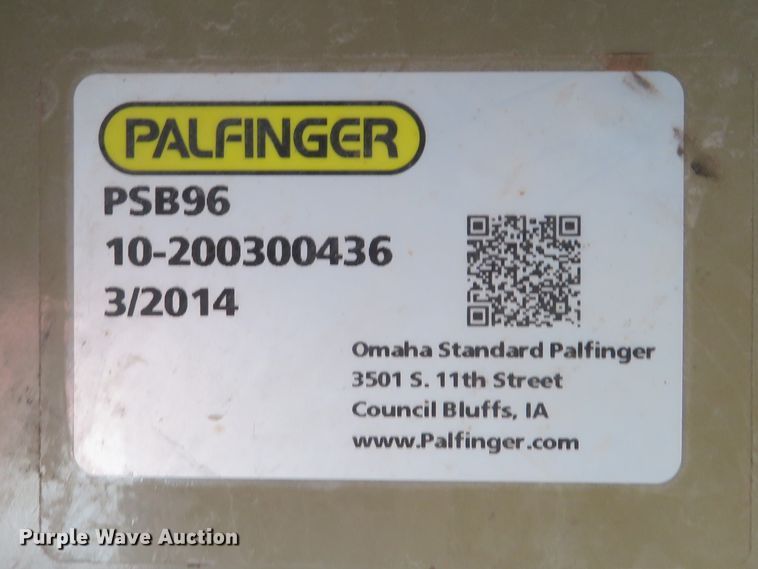 PALFINGER
PSB96
10-200300436
3/2014
Omaha Standard Palfinger
3501 S. 11th Street
Council Bluffs, IA
www.Palfinger.com
Purple Wave Auction